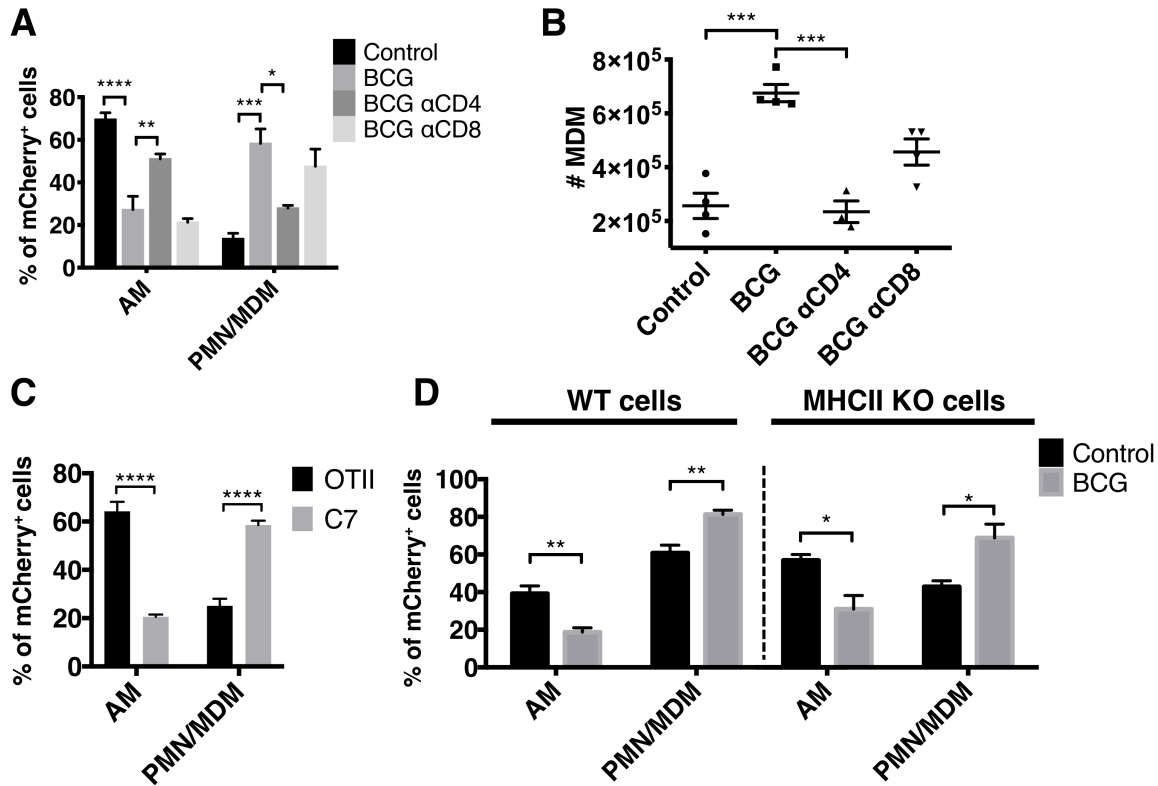 A
% of mCherry⁺ cells
80
60
40
20
0
****
**
***
*
AM
PMN/MDM
Control
BCG
BCG αCD4
BCG αCD8
B
# MDM
8×10⁵
6×10⁵
4×10⁵
2×10⁵
***
***
Control
BCG
BCG αCD4
BCG αCD8
C
% of mCherry⁺ cells
80
60
40
20
0
****
****
AM
PMN/MDM
OTII
C7
D
WT cells
MHCII KO cells
% of mCherry⁺ cells
100
80
60
40
20
0
**
**
*
*
AM
PMN/MDM
AM
PMN/MDM
Control
BCG